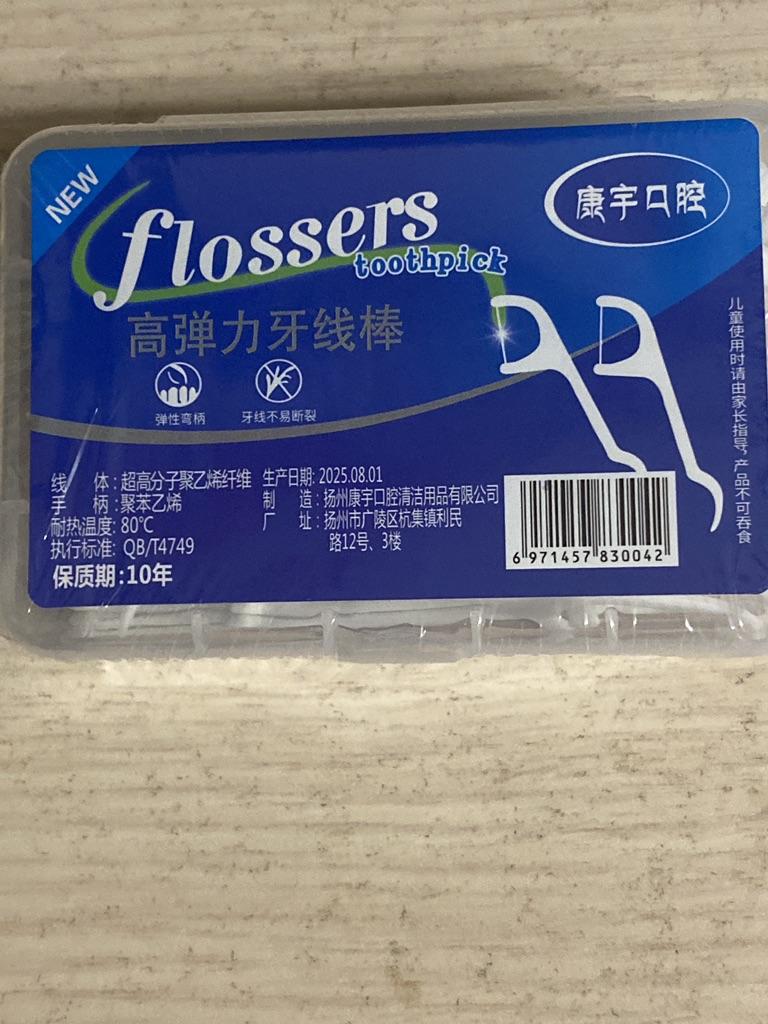 NEW
flossers
toothpick
康宇口腔
高弹力牙线棒
弹性弯柄
牙线不易断裂
儿童使用时请由家长指导，产品不可吞食
线 体:超高分子聚乙烯纤维
手 柄:聚苯乙烯
耐热温度: 80℃
执行标准: QB/T4749
保质期:10年
生产日期: 2025.08.01
制 造:扬州康宇口腔清洁用品有限公司
厂 址:扬州市广陵区杭集镇利民
路12号、3楼
6 971457 830042